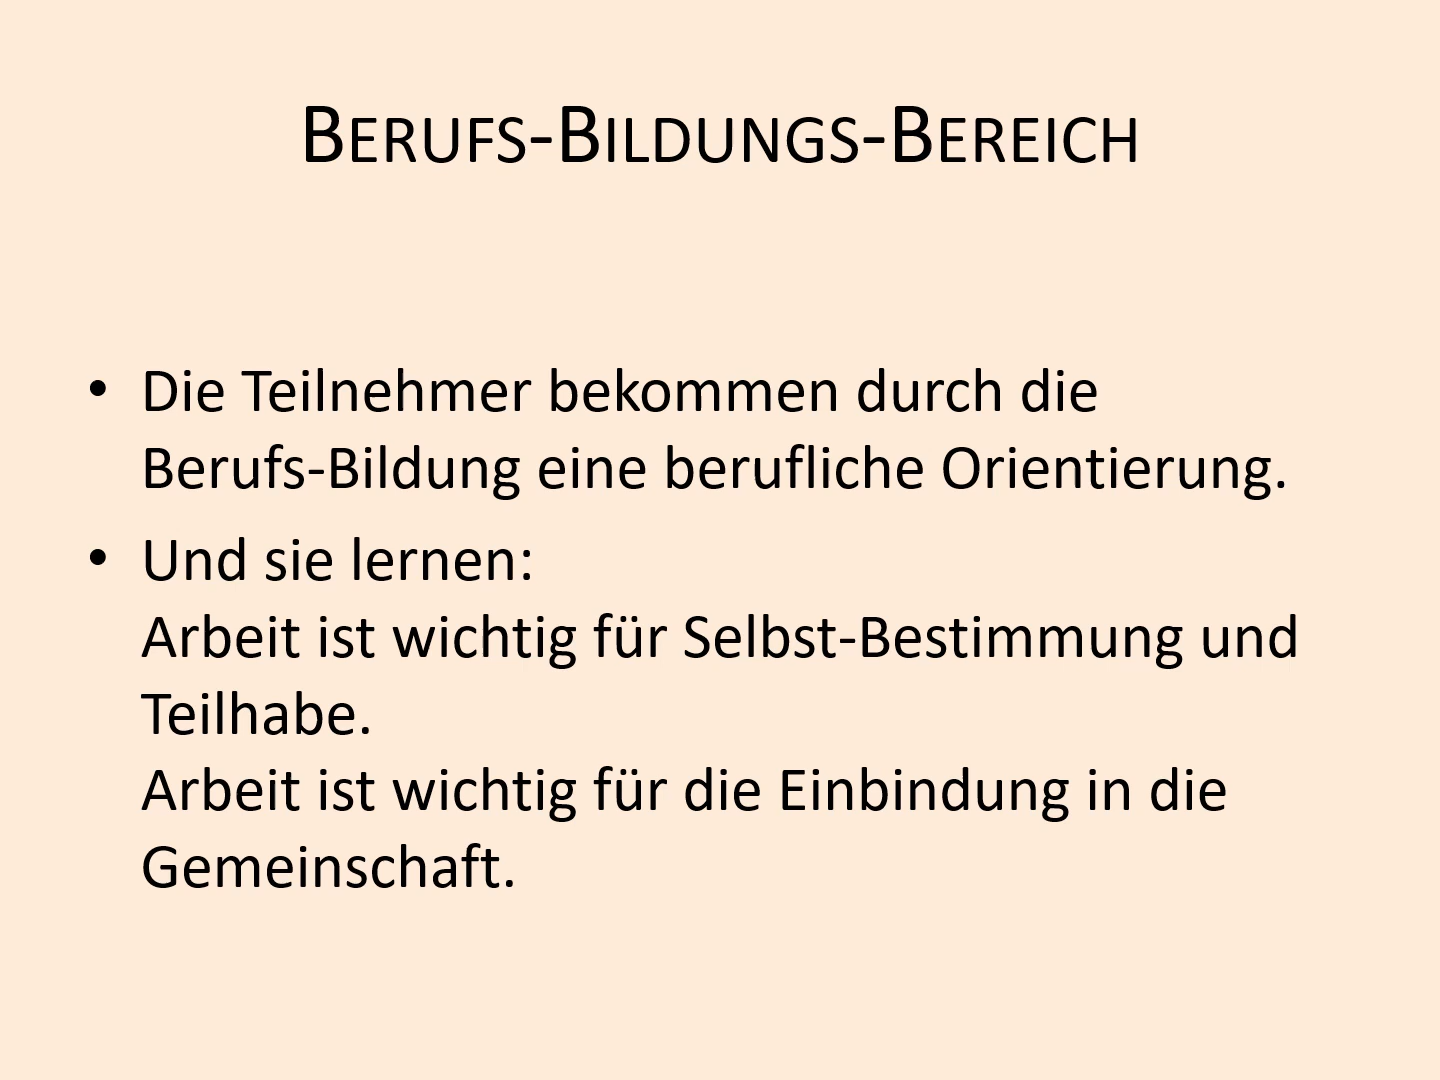 BERUFS-BILDUNGS-BEREICH
• Die Teilnehmer bekommen durch die
Berufs-Bildung eine berufliche Orientierung.
• Und sie lernen:
Arbeit ist wichtig für Selbst-Bestimmung und
Teilhabe.
Arbeit ist wichtig für die Einbindung in die
Gemeinschaft.